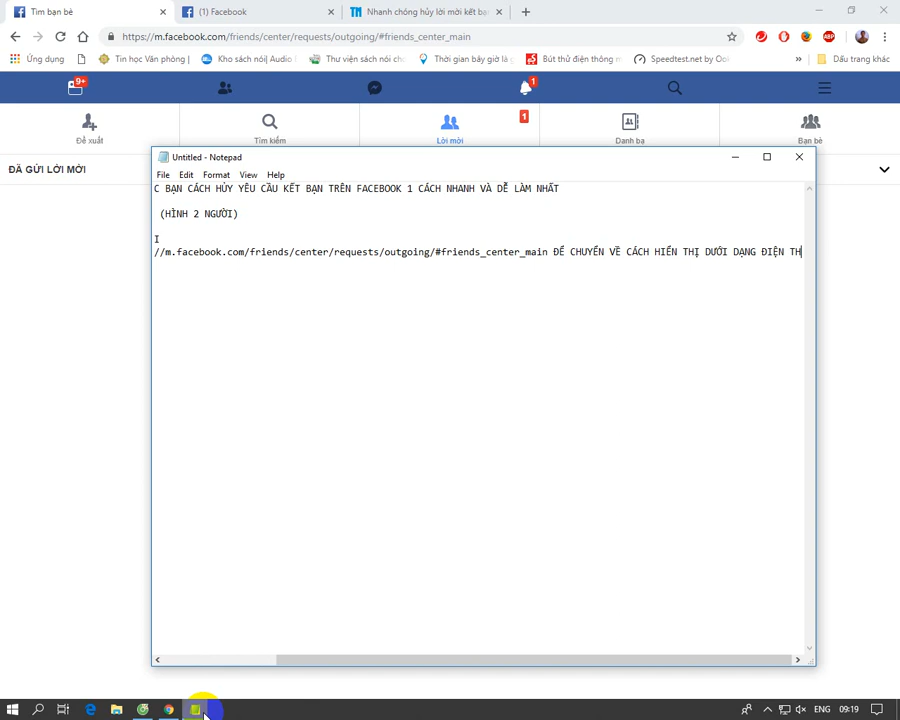 Tìm bạn bè
(1) Facebook
Nhanh chóng hủy lời mời kết bạ
https://m.facebook.com/friends/center/requests/outgoing/#friends_center_main
ABP
Ứng dụng
Tin học Văn phòng |
Kho sách nói| Audio |
Thư viện sách nói cho
Thời gian bây giờ là g
Bút thử điện thông m
Speedtest.net by Ook
»
Dấu trang khác
9+
1
Đề xuất
Tìm kiếm
Lời mời
1
Danh bạ
Bạn bè
ĐÃ GỬI LỜI MỜI
Untitled - Notepad
File Edit Format View Help
C BẠN CÁCH HỦY YÊU CẦU KẾT BẠN TRÊN FACEBOOK 1 CÁCH NHANH VÀ DỄ LÀM NHẤT
(HÌNH 2 NGƯỜI)
//m.facebook.com/friends/center/requests/outgoing/#friends_center_main ĐỂ CHUYỂN VỀ CÁCH HIỂN THỊ DƯỚI DẠNG ĐIỆN TH
ENG
09:19